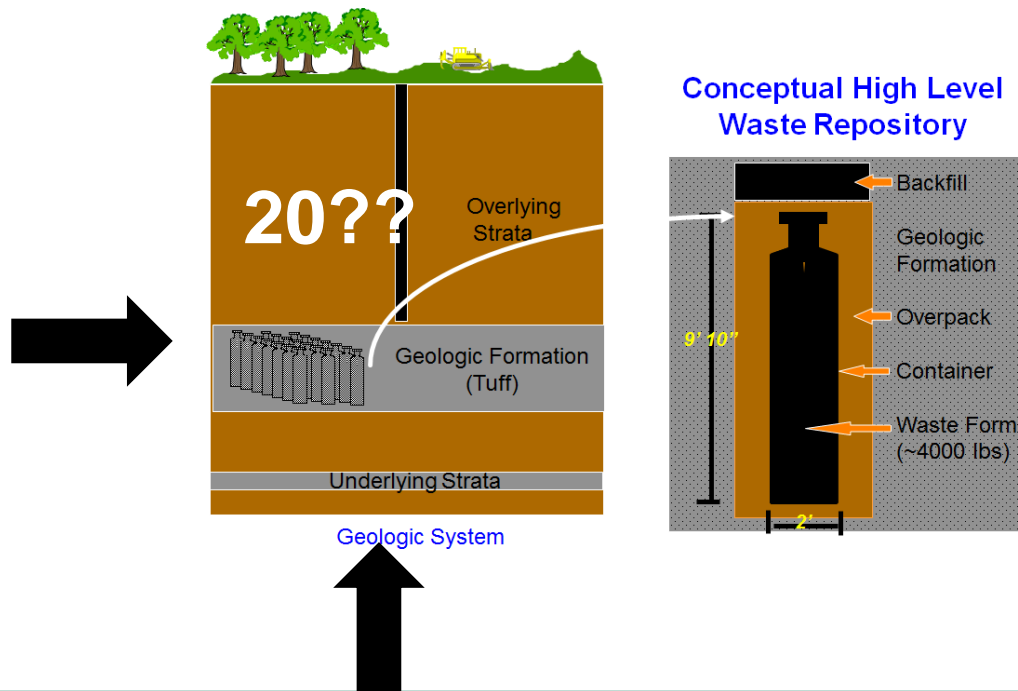 Conceptual High Level
Waste Repository
20??
Overlying
Strata
Geologic Formation
(Tuff)
Underlying Strata
Geologic System
Backfill
Geologic
Formation
Overpack
9' 10”
Container
Waste Form
(~4000 lbs)
2'